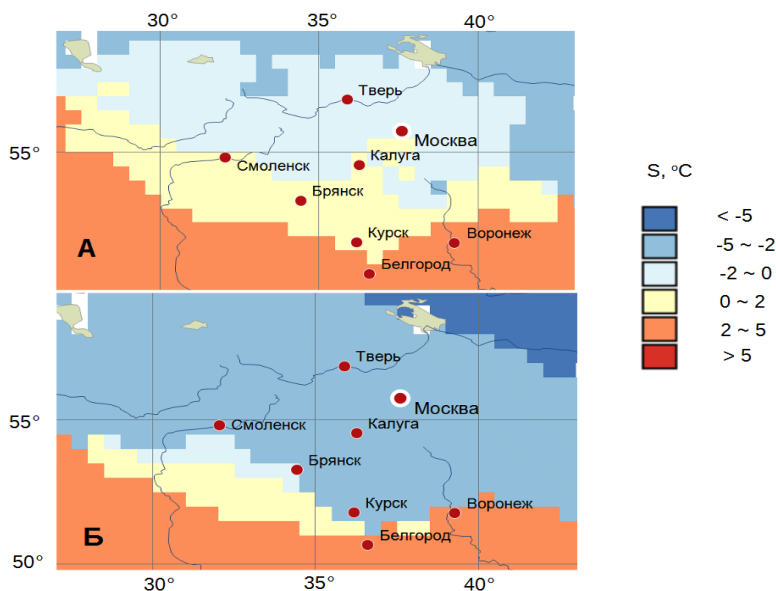 30° 35° 40°
Тверь
Москва
55°
Смоленск
Калуга
Брянск
Курск
Воронеж
А
Белгород
S, °C
< -5
-5 ~ -2
-2 ~ 0
0 ~ 2
2 ~ 5
> 5
Тверь
Москва
55°
Смоленск
Калуга
Брянск
Курск
Воронеж
Б
Белгород
50°
30° 35° 40°